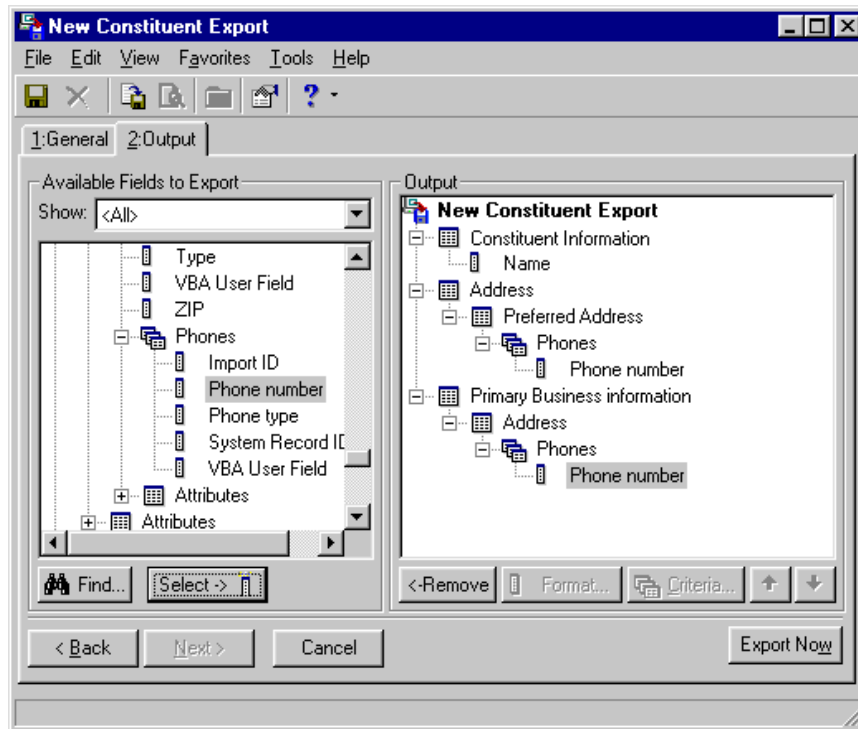 New Constituent Export
File Edit View Favorites Tools Help
?
1:General 2:Output
Available Fields to Export
Show: <All>
Type
VBA User Field
ZIP
Phones
Import ID
Phone number
Phone type
System Record ID
VBA User Field
Attributes
Attributes
Find... Select ->
Output
New Constituent Export
Constituent Information
Name
Address
Preferred Address
Phones
Phone number
Primary Business information
Address
Phones
Phone number
<-Remove Format... Criteria...
< Back Next > Cancel Export Now